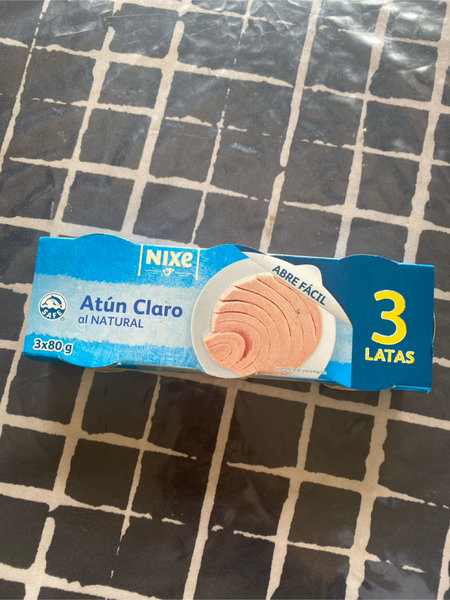 NIXe
Atún Claro
al NATURAL
3x80 g
ABRE FÁCIL
3
LATAS